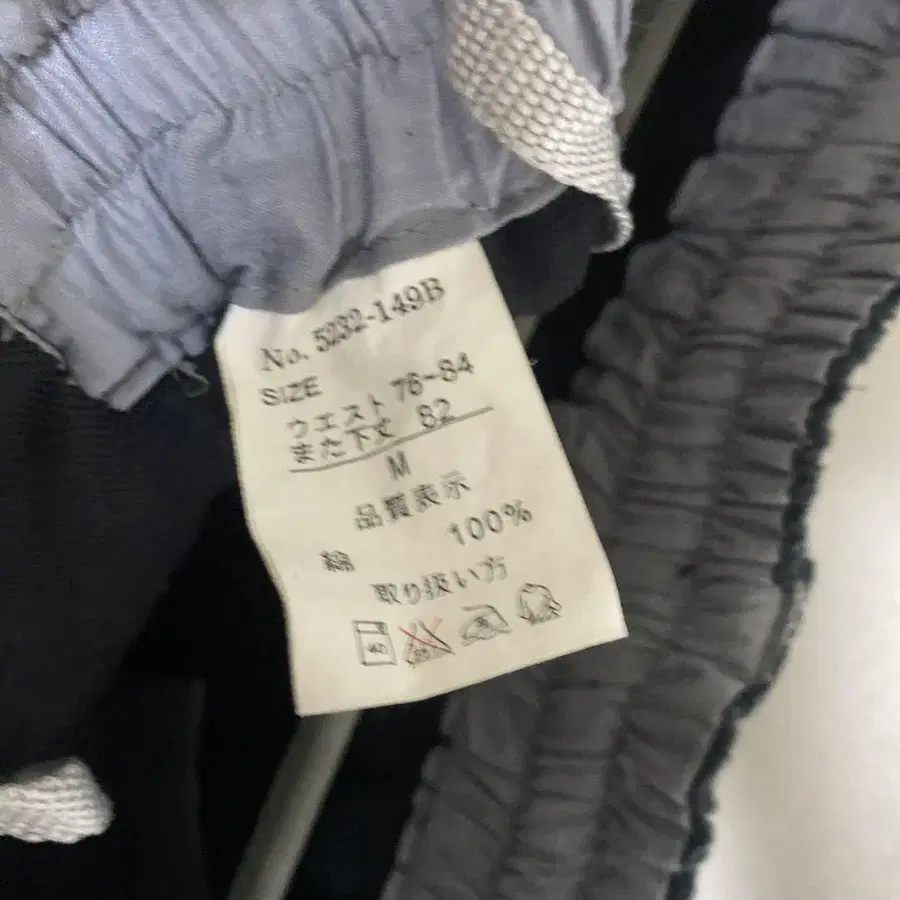 No. 5232-149B
SIZE
ウエスト 76-84
また下丈 82
M
品質表示
綿 100%
取り扱い方
40